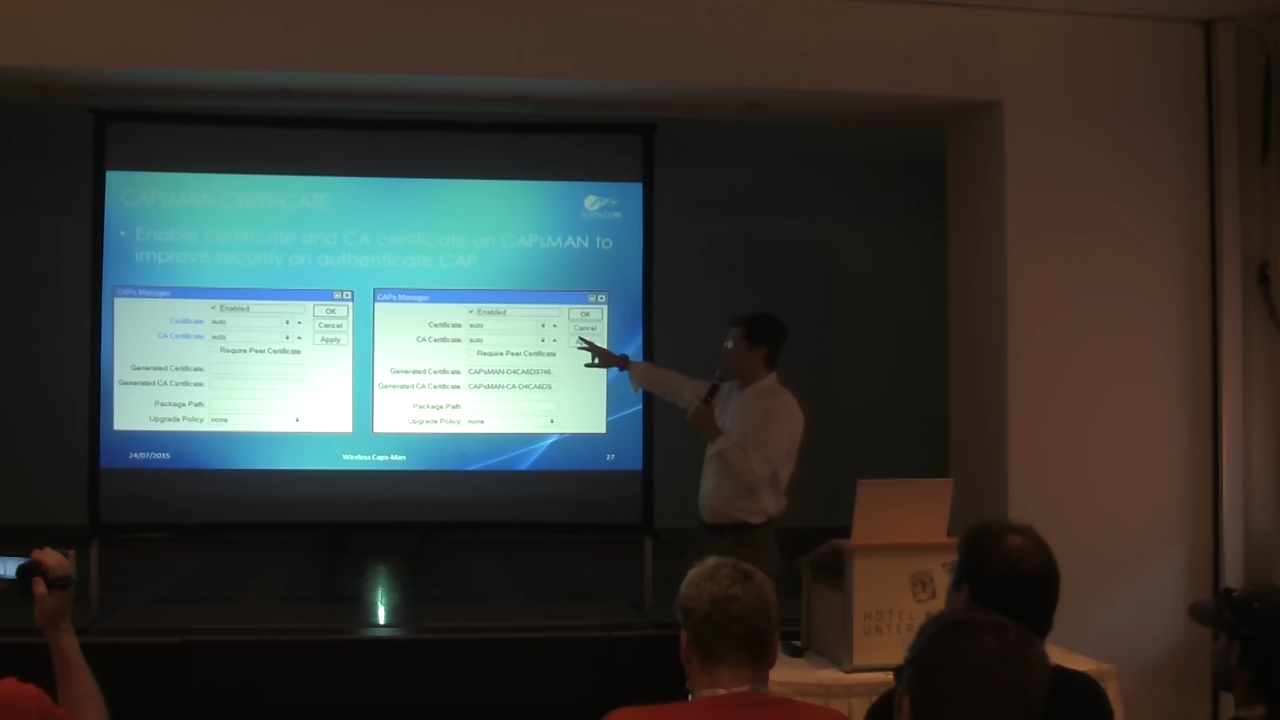 CAPSMAN CERTIFICATE
• Enable certificate and CA certificate on CAPsMAN to
improve security on authenticate CAP
CAPs Manager
Enabled
OK
Certificate: auto
Cancel
CA Certificate: auto
Apply
Require Peer Certificate
Generated Certificate:
Generated CA Certificate:
Package Path:
Upgrade Policy: none
CAPs Manager
Enabled
OK
Certificate: auto
Cancel
CA Certificate: auto
Require Peer Certificate
Generated Certificate: CAPsMAN-D4CA6D9746
Generated CA Certificate: CAPsMAN-CA-D4CA6D9
Package Path:
Upgrade Policy: none
24/07/2015
Wireless Caps-Man
27
HOTEL